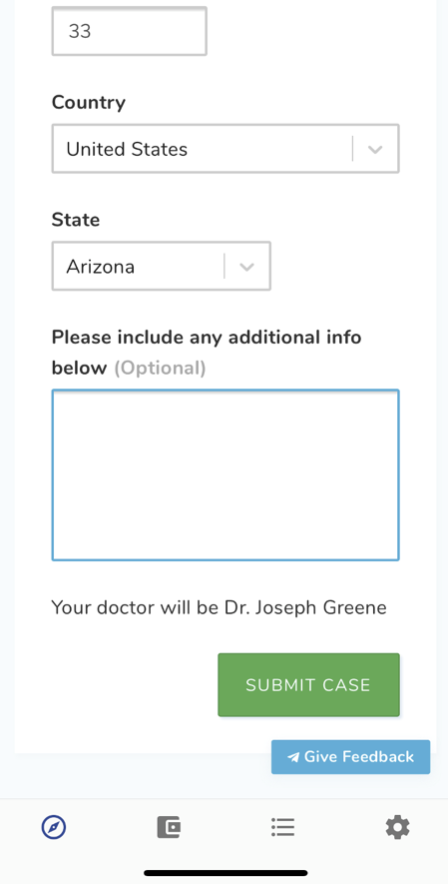 33
Country
United States
State
Arizona
Please include any additional info
below (Optional)
Your doctor will be Dr. Joseph Greene
SUBMIT CASE
Give Feedback